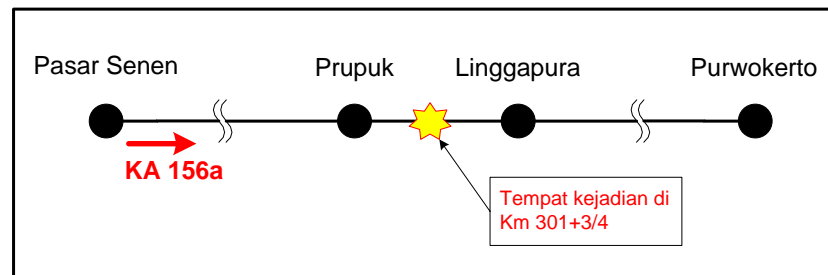 Pasar Senen
Prupuk
Linggapura
Purwokerto
KA 156a
Tempat kejadian di
Km 301+3/4